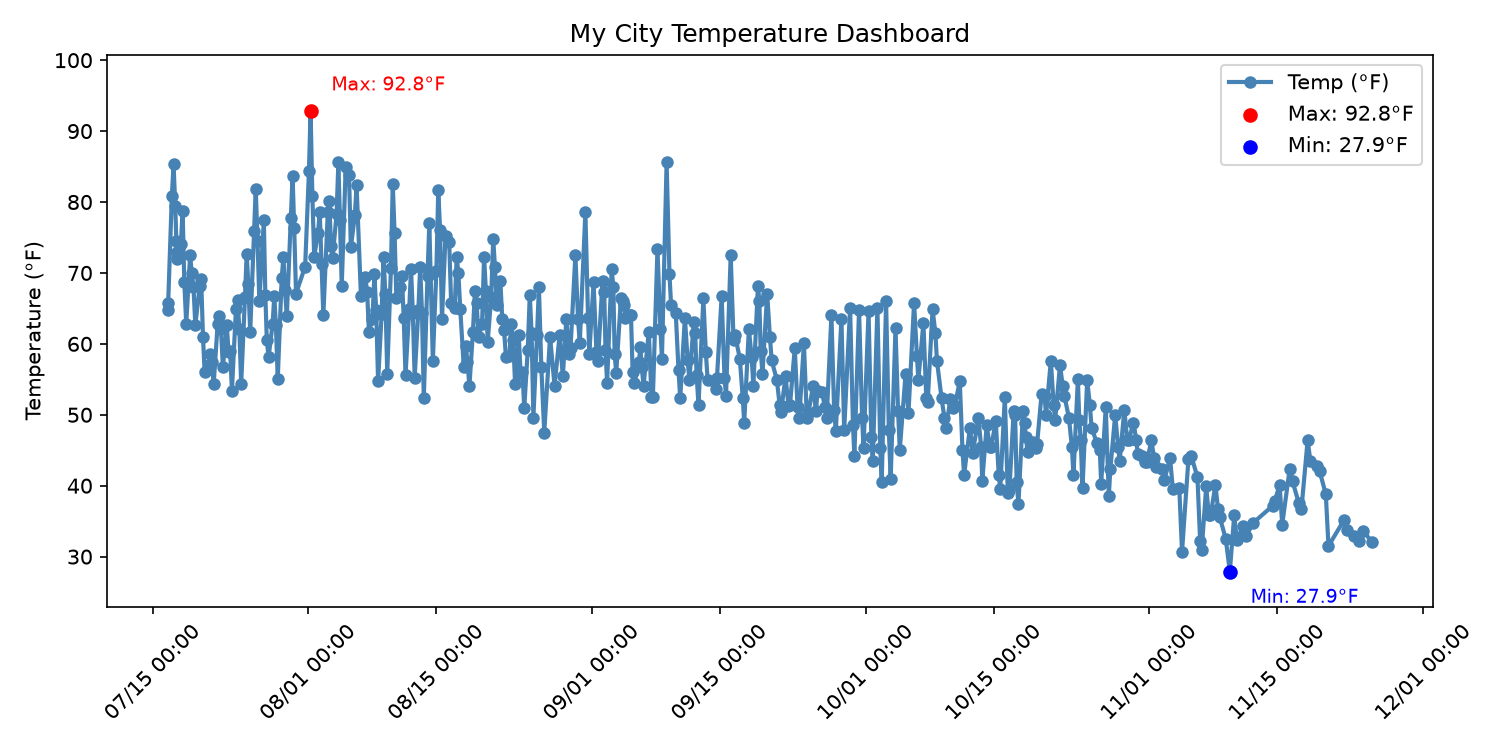 My City Temperature Dashboard
Temperature (°F)
100
90
80
70
60
50
40
30
Max: 92.8°F
Min: 27.9°F
Temp (°F)
Max: 92.8°F
Min: 27.9°F
07/15 00:00
08/01 00:00
08/15 00:00
09/01 00:00
09/15 00:00
10/01 00:00
10/15 00:00
11/01 00:00
11/15 00:00
12/01 00:00